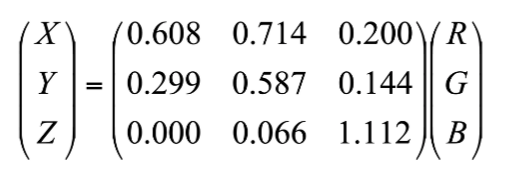 X 0.608 0.714 0.200 R
Y = 0.299 0.587 0.144 G
Z 0.000 0.066 1.112 B